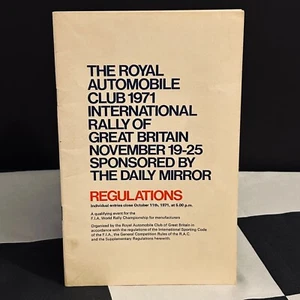 THE ROYAL
AUTOMOBILE
CLUB 1971
INTERNATIONAL
RALLY OF
GREAT BRITAIN
NOVEMBER 19-25
SPONSORED BY
THE DAILY MIRROR
REGULATIONS
Individual entries close October 11th, 1971, at 5.00 p.m.
A qualifying event for the
F.I.A. World Rally Championship for manufacturers
Organised by the Royal Automobile Club of Great Britain in
accordance with the regulations of the International Sporting Code
of the F.I.A., the General Competition Rules of the R.A.C.
and the Supplementary Regulations herewith.